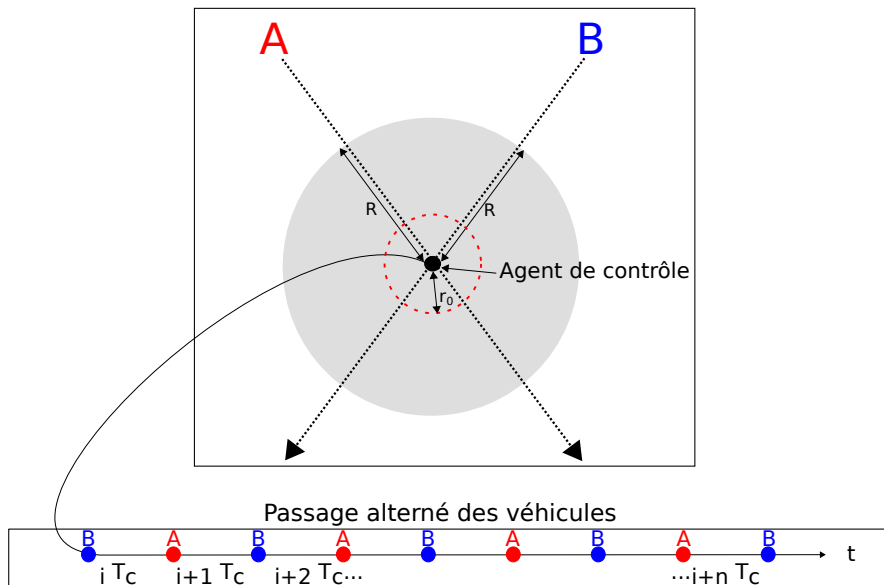 A B
R R
Agent de contrôle
r₀
Passage alterné des véhicules
B A B A B A B A B
t
i Tc i+1 Tc i+2 Tc... ...i+n Tc